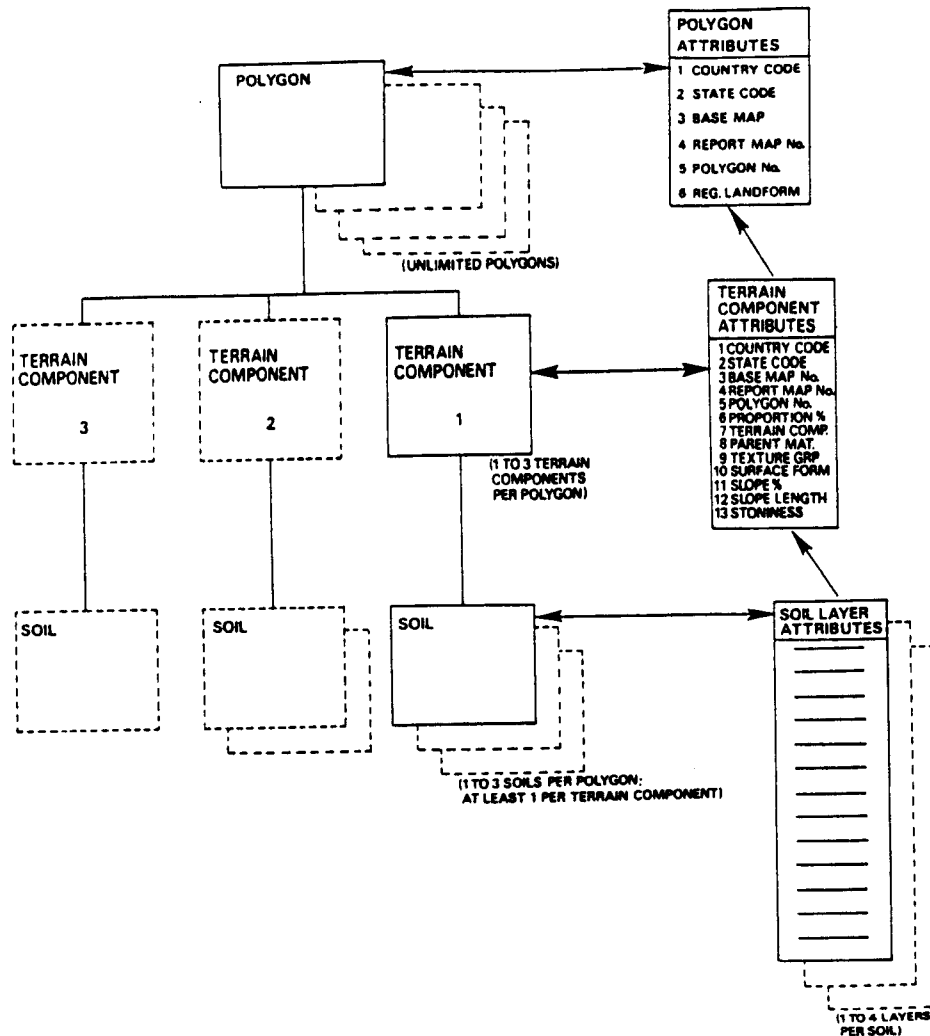 POLYGON
(UNLIMITED POLYGONS)
POLYGON
ATTRIBUTES
1 COUNTRY CODE
2 STATE CODE
3 BASE MAP
4 REPORT MAP No.
5 POLYGON No.
6 REG. LANDFORM
TERRAIN
COMPONENT
3
TERRAIN
COMPONENT
2
TERRAIN
COMPONENT
1
(1 TO 3 TERRAIN
COMPONENTS
PER POLYGON)
TERRAIN
COMPONENT
ATTRIBUTES
1 COUNTRY CODE
2 STATE CODE
3 BASE MAP No.
4 REPORT MAP No.
5 POLYGON No.
6 PROPORTION %
7 TERRAIN COMP.
8 PARENT MAT.
9 TEXTURE GRP
10 SURFACE FORM
11 SLOPE %
12 SLOPE LENGTH
13 STONINESS
SOIL
SOIL
SOIL
(1 TO 3 SOILS PER POLYGON;
AT LEAST 1 PER TERRAIN COMPONENT)
SOIL LAYER
ATTRIBUTES
(1 TO 4 LAYERS
PER SOIL)